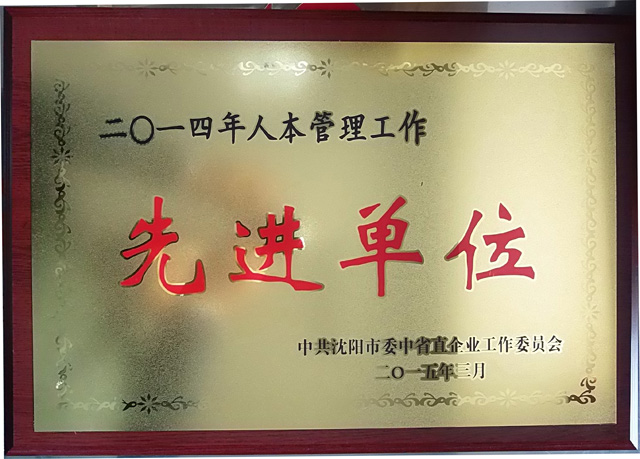 二〇一四年人本管理工作
先进单位
中共沈阳市委中省直企业工作委员会
二〇一五年三月